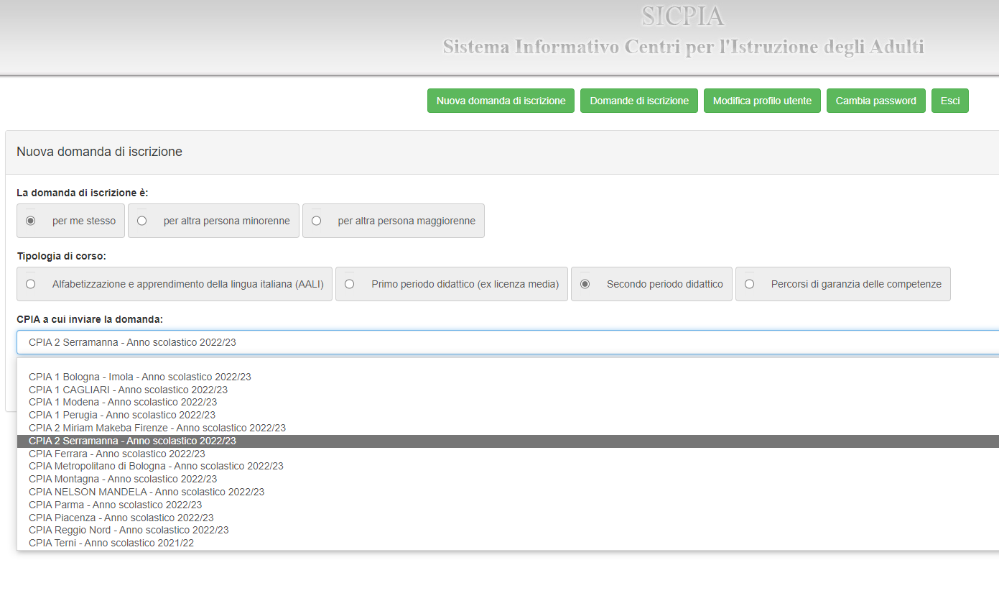 SICPIA
Sistema Informativo Centri per l'Istruzione degli Adulti
Nuova domanda di iscrizione Domande di iscrizione Modifica profilo utente Cambia password Esci
Nuova domanda di iscrizione
La domanda di iscrizione è:
per me stesso per altra persona minorenne per altra persona maggiorenne
Tipologia di corso:
Alfabetizzazione e apprendimento della lingua italiana (AALI) Primo periodo didattico (ex licenza media) Secondo periodo didattico Percorsi di garanzia delle competenze
CPIA a cui inviare la domanda:
CPIA 2 Serramanna - Anno scolastico 2022/23
CPIA 1 Bologna - Imola - Anno scolastico 2022/23
CPIA 1 CAGLIARI - Anno scolastico 2022/23
CPIA 1 Modena - Anno scolastico 2022/23
CPIA 1 Perugia - Anno scolastico 2022/23
CPIA 2 Miriam Makeba Firenze - Anno scolastico 2022/23
CPIA 2 Serramanna - Anno scolastico 2022/23
CPIA Ferrara - Anno scolastico 2022/23
CPIA Metropolitano di Bologna - Anno scolastico 2022/23
CPIA Montagna - Anno scolastico 2022/23
CPIA NELSON MANDELA - Anno scolastico 2022/23
CPIA Parma - Anno scolastico 2022/23
CPIA Piacenza - Anno scolastico 2022/23
CPIA Reggio Nord - Anno scolastico 2022/23
CPIA Terni - Anno scolastico 2021/22